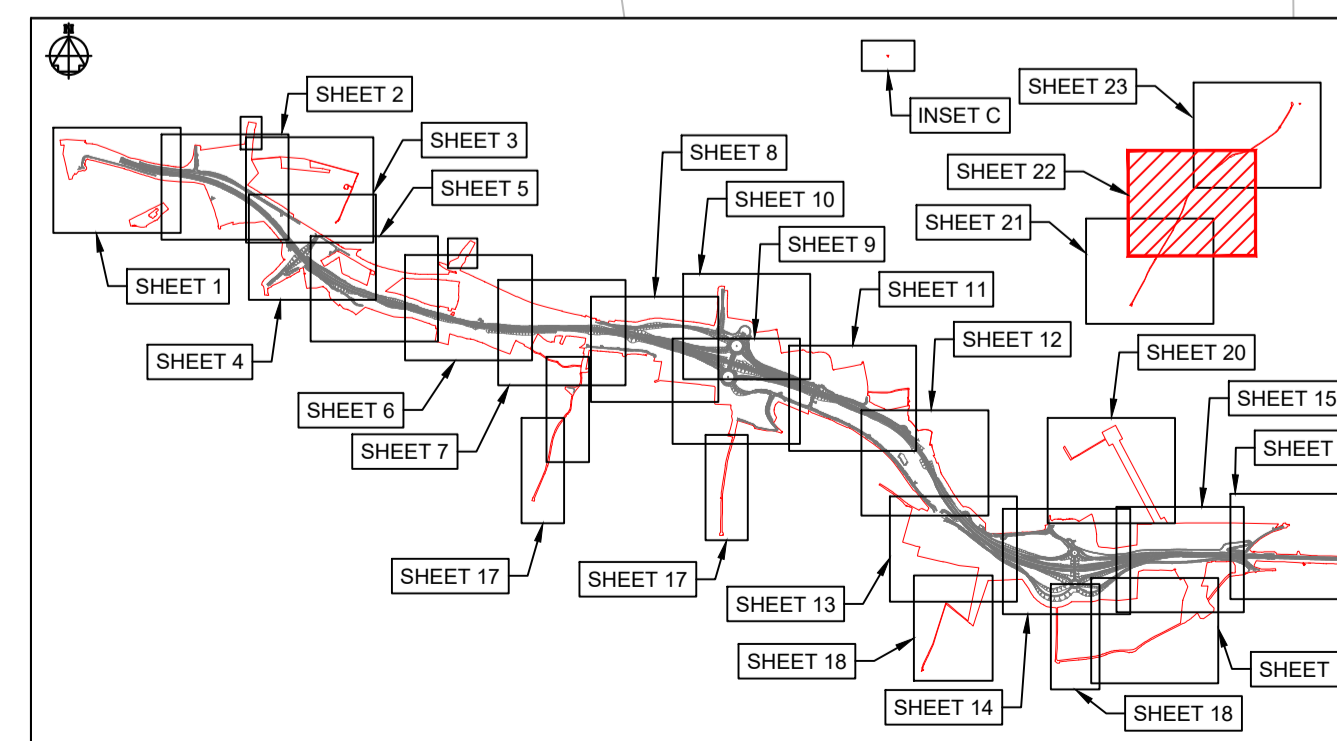 SHEET 2
SHEET 3
SHEET 5
SHEET 8
SHEET 10
SHEET 9
INSET C
SHEET 23
SHEET 22
SHEET 21
SHEET 1
SHEET 4
SHEET 6
SHEET 7
SHEET 11
SHEET 12
SHEET 20
SHEET 15
SHEET
SHEET 17
SHEET 17
SHEET 13
SHEET 18
SHEET 14
SHEET 18
SHEET